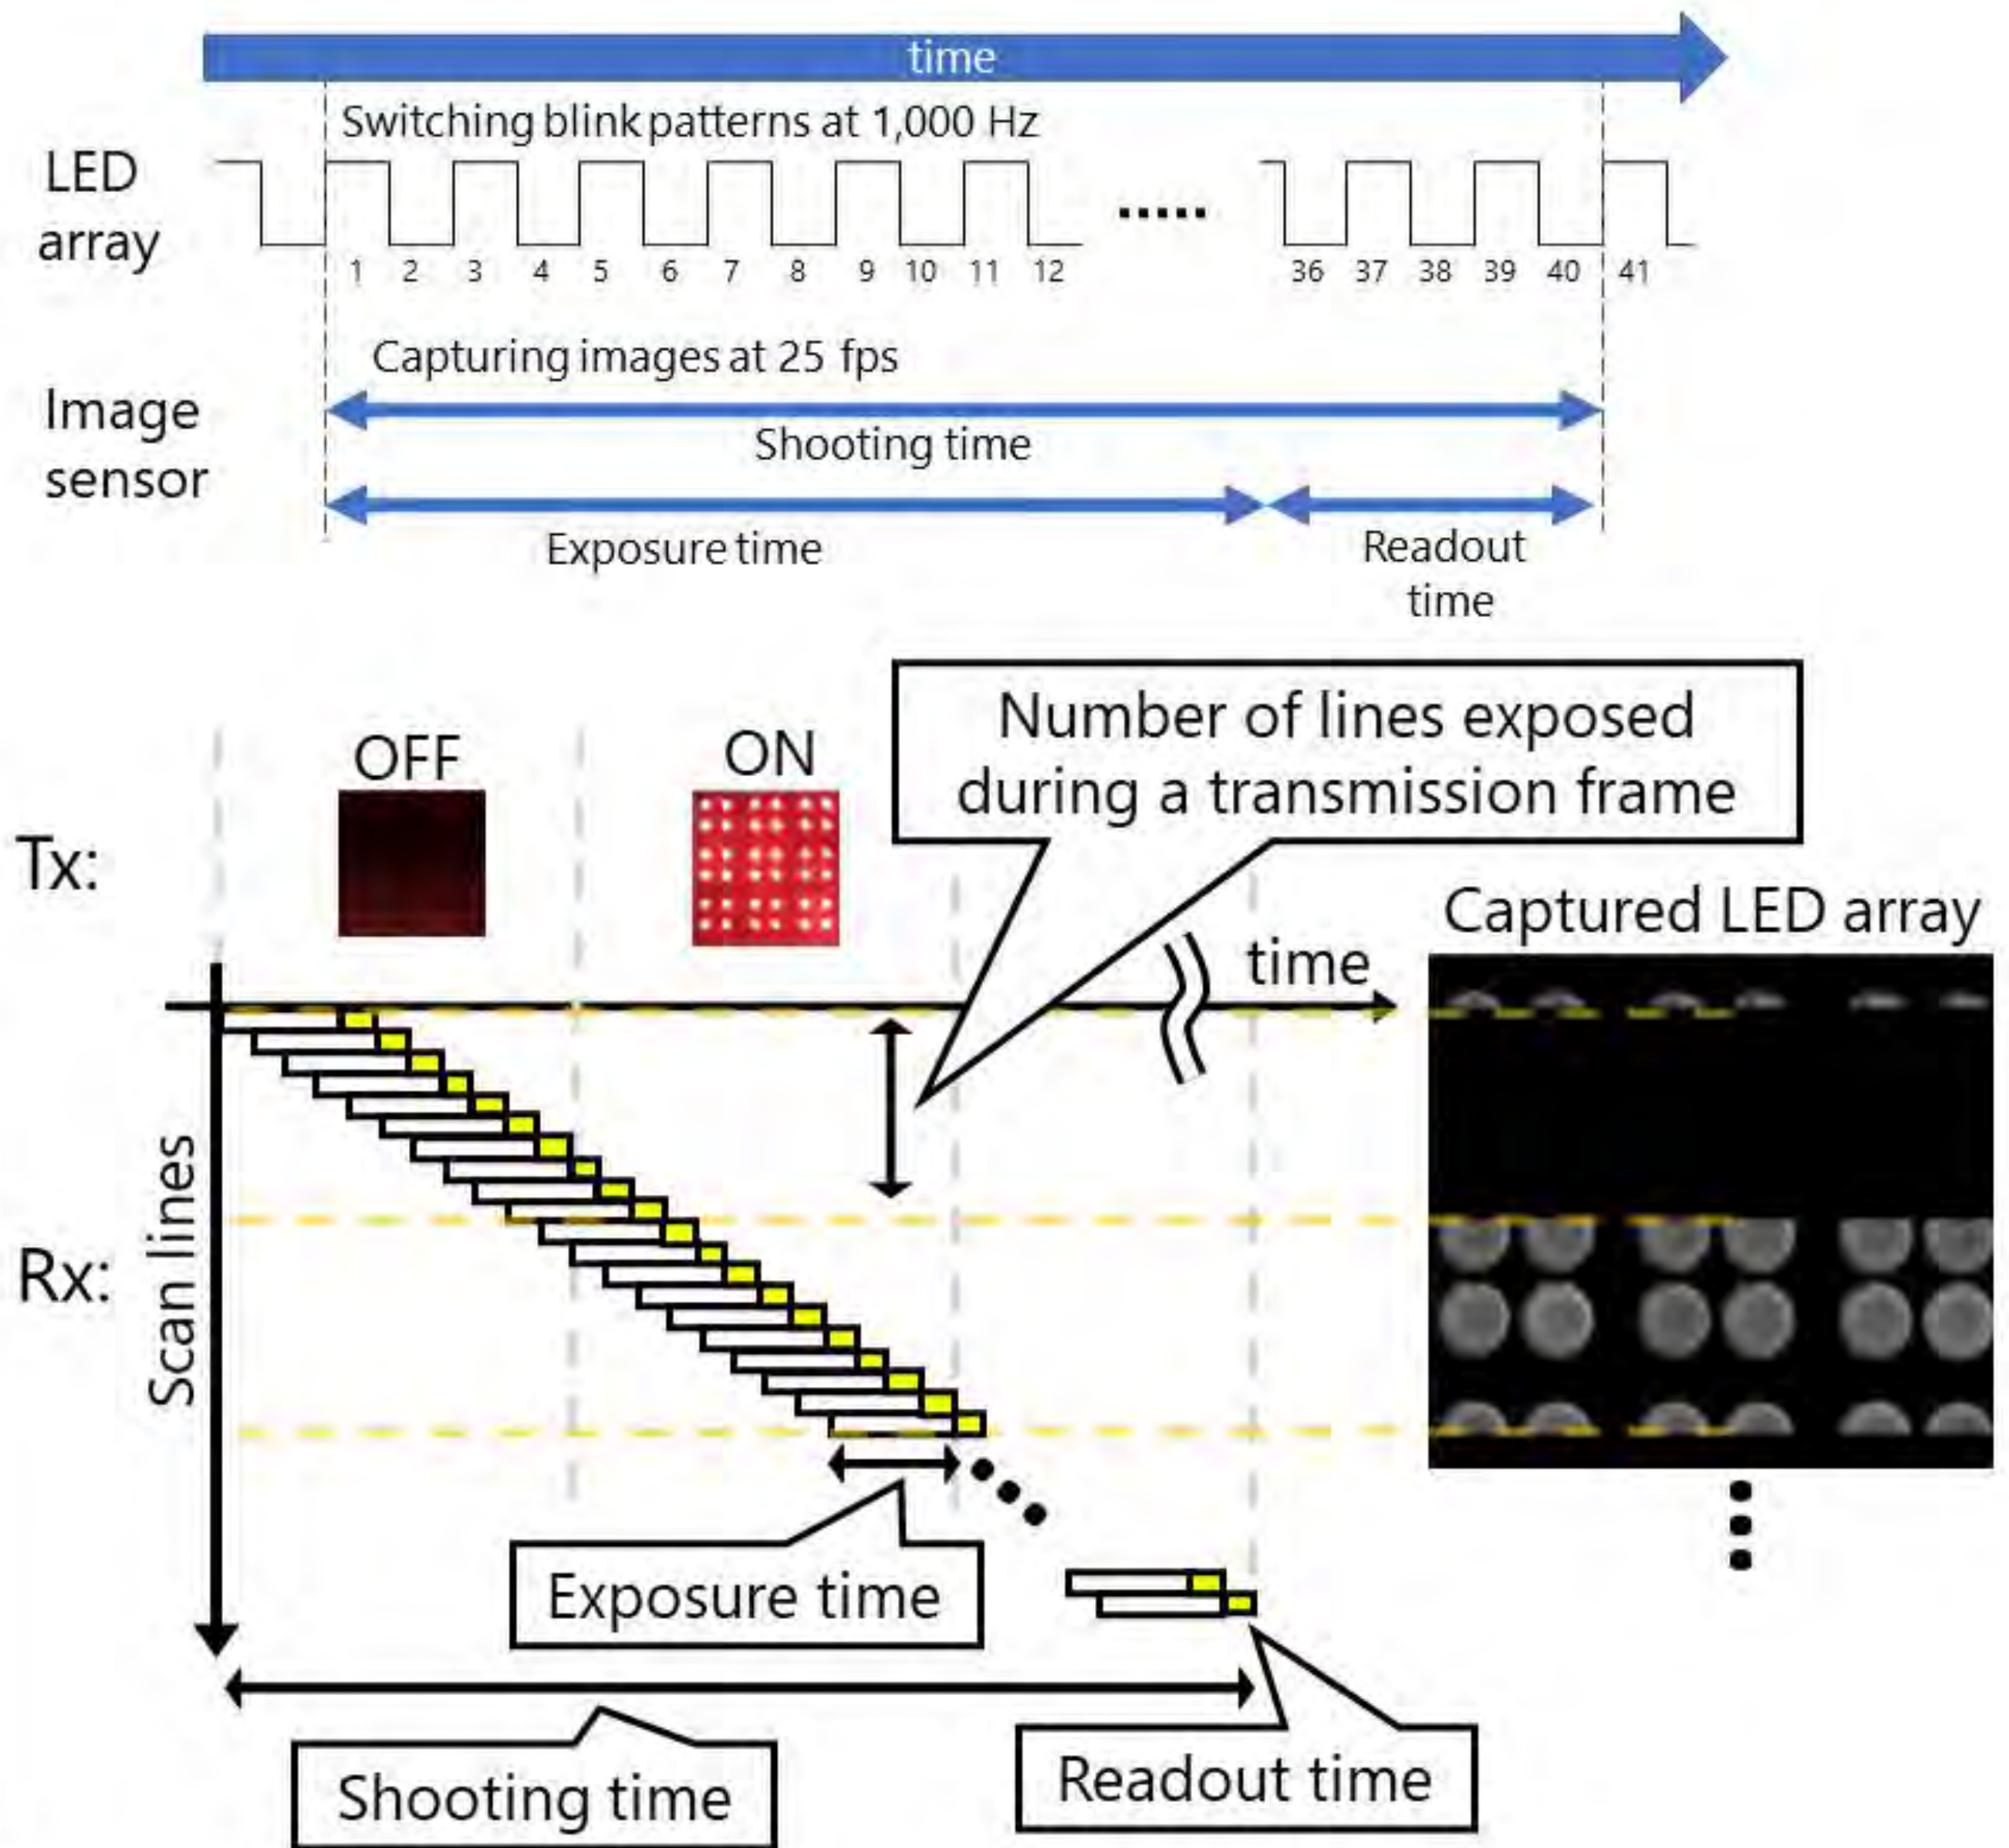 time
Switching blink patterns at 1,000 Hz
LED
array
1 2 3 4 5 6 7 8 9 10 11 12 ..... 36 37 38 39 40 41
Capturing images at 25 fps
Image
sensor
Shooting time
Exposure time
Readout
time
Number of lines exposed
during a transmission frame
OFF
ON
Tx:
Captured LED array
time
Scan lines
Rx:
Exposure time
Shooting time
Readout time